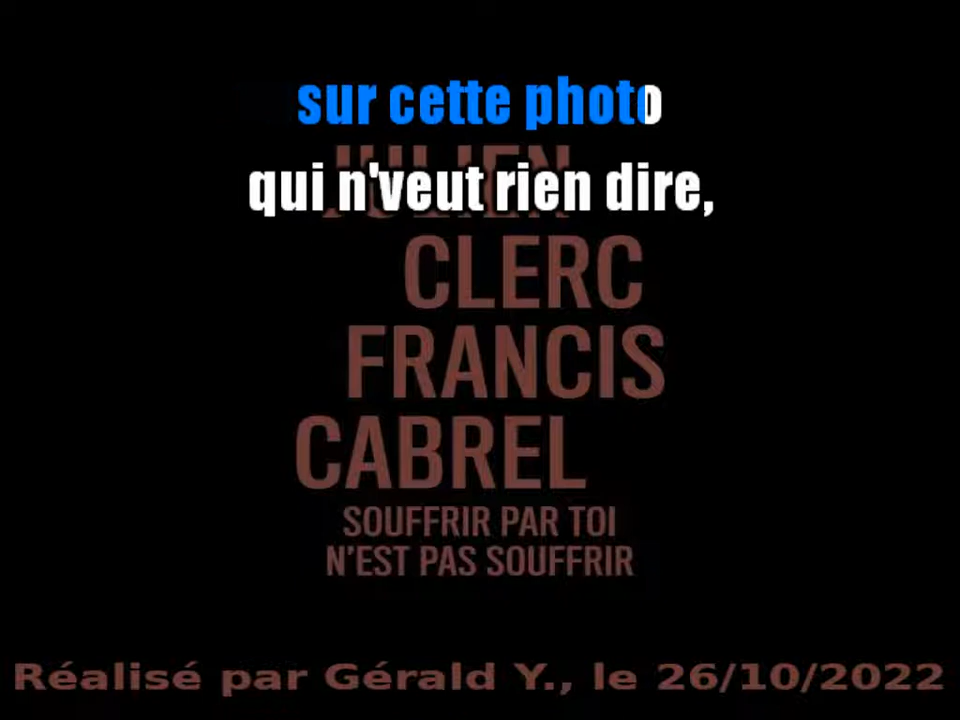 sur cette photo
qui n'veut rien dire,
JULIEN
CLERC
FRANCIS
CABREL
SOUFFRIR PAR TOI
N'EST PAS SOUFFRIR
Réalisé par Gérald Y., le 26/10/2022